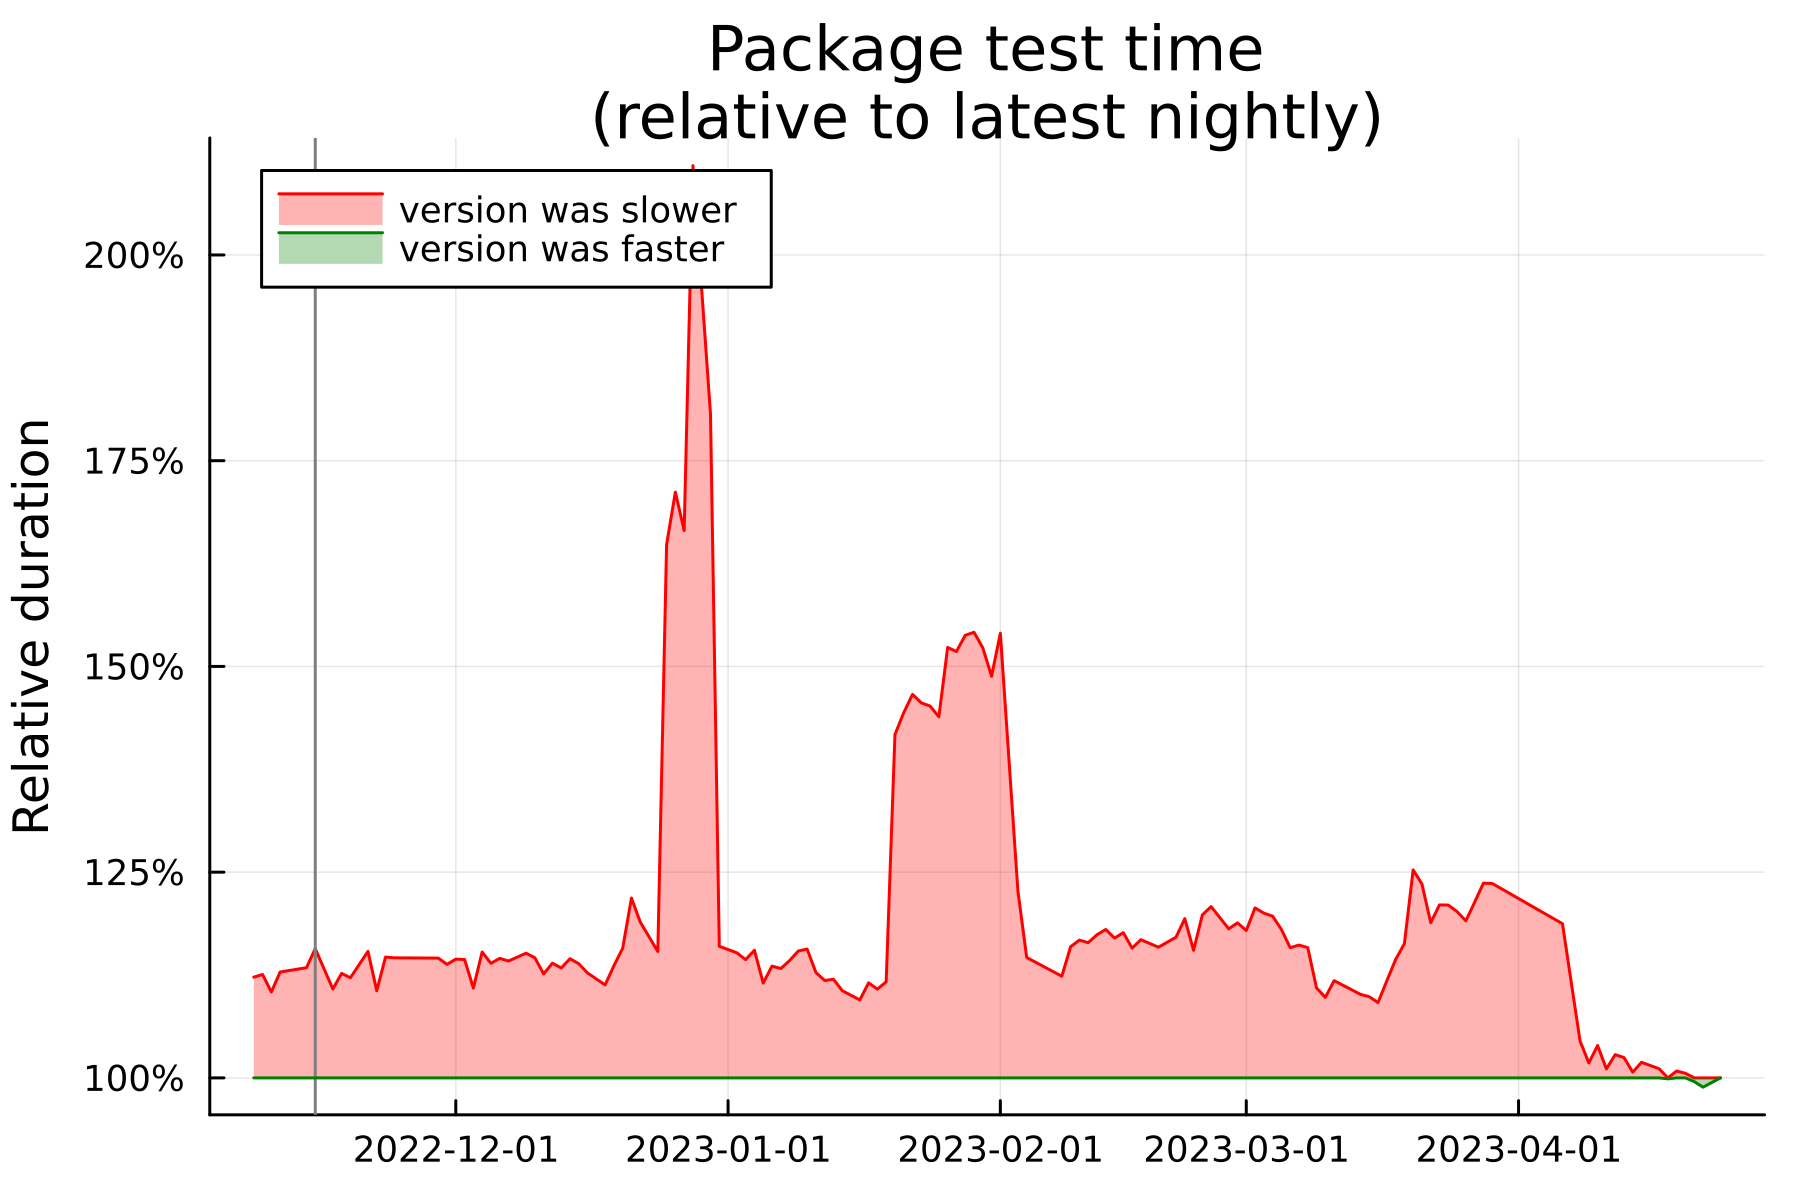 Package test time
(relative to latest nightly)
version was slower
version was faster
200%
175%
150%
125%
100%
Relative duration
2022-12-01
2023-01-01
2023-02-01
2023-03-01
2023-04-01